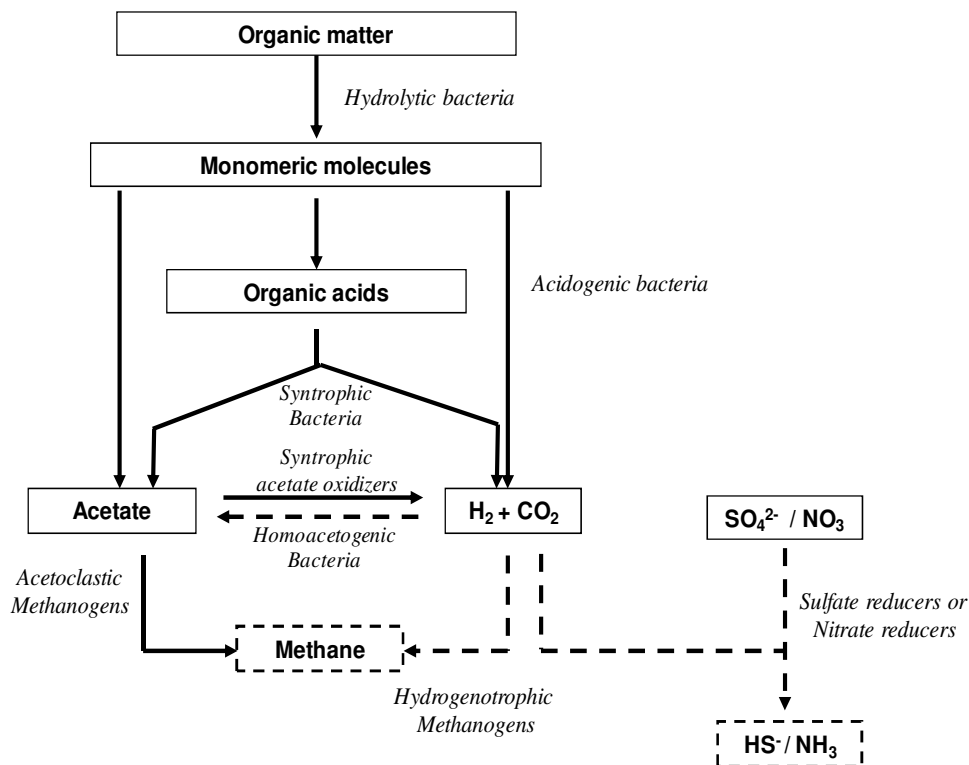 Organic matter
Hydrolytic bacteria
Monomeric molecules
Organic acids
Acidogenic bacteria
Syntrophic
Bacteria
Syntrophic
acetate oxidizers
Acetate
H₂ + CO₂
SO₄²⁻ / NO₃
Homoacetogenic
Bacteria
Acetoclastic
Methanogens
Sulfate reducers or
Nitrate reducers
Methane
Hydrogenotrophic
Methanogens
HS⁻/ NH₃